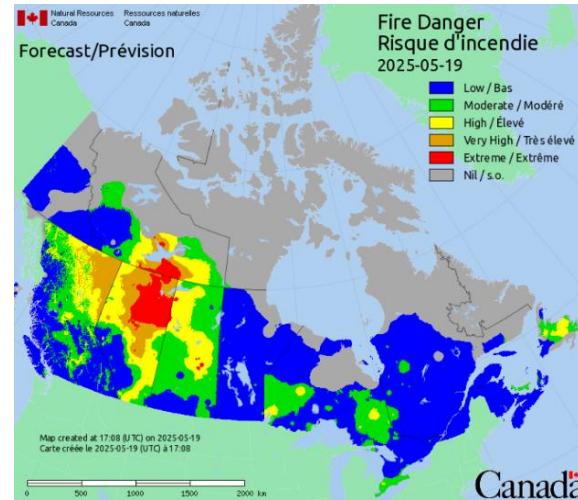 Natural Resources Canada
Ressources naturelles Canada
Forecast/Prévision
Fire Danger
Risque d'incendie
2025-05-19
Low / Bas
Moderate / Modéré
High / Élevé
Very High / Très élevé
Extreme / Extrême
Nil / s.o.
Map created at 17:08 (UTC) on 2025-05-19
Carte créée le 2025-05-19 (UTC) à 17:08
0 500 1000 1500 2000 km
Canada